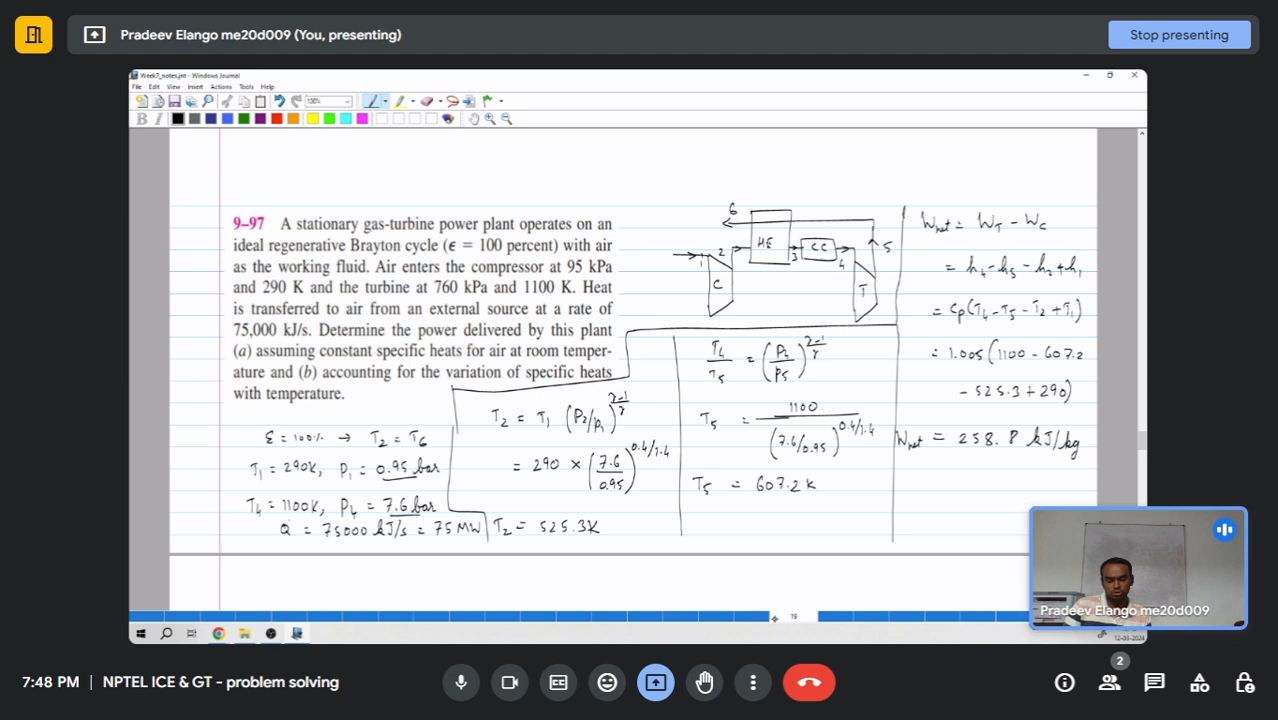 Pradeev Elango me20d009 (You, presenting)
Stop presenting
Week7_notes.jnt - Windows Journal
File Edit View Insert Actions Tools Help
100%
B I
9–97 A stationary gas-turbine power plant operates on an
ideal regenerative Brayton cycle (ϵ = 100 percent) with air
as the working fluid. Air enters the compressor at 95 kPa
and 290 K and the turbine at 760 kPa and 1100 K. Heat
is transferred to air from an external source at a rate of
75,000 kJ/s. Determine the power delivered by this plant
(a) assuming constant specific heats for air at room temper-
ature and (b) accounting for the variation of specific heats
with temperature.
ε = 100% → T2 = T6
T1 = 290K, P1 = 0.95 bar
T4 = 1100K, P4 = 7.6 bar
Q̇ = 75000 kJ/s = 75 MW
T2 = T1 (P2/P1)^(γ-1)/γ
= 290 × (7.6/0.95)^0.4/1.4
T2 = 525.3K
6
HE
CC
1
2
3
4
5
C
T
T4/T5 = (P4/P5)^(γ-1)/γ
T5 = 1100/(7.6/0.95)^0.4/1.4
T5 = 607.2 K
Wnet = WT - WC
= h4 - h5 - h2 + h1
= Cp(T4 - T5 - T2 + T1)
= 1.005(1100 - 607.2
- 525.3 + 290)
Wnet = 258.8 kJ/kg
19
Pradeev Elango me20d009
12-03-2024
7:48 PM | NPTEL ICE & GT - problem solving
2